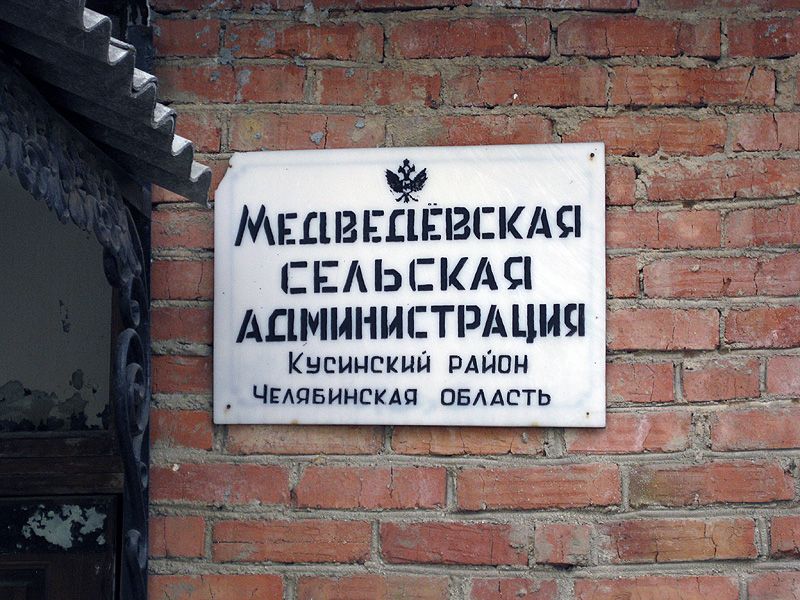 Медведёвская
сельская
администрация
Кусинский район
Челябинская область